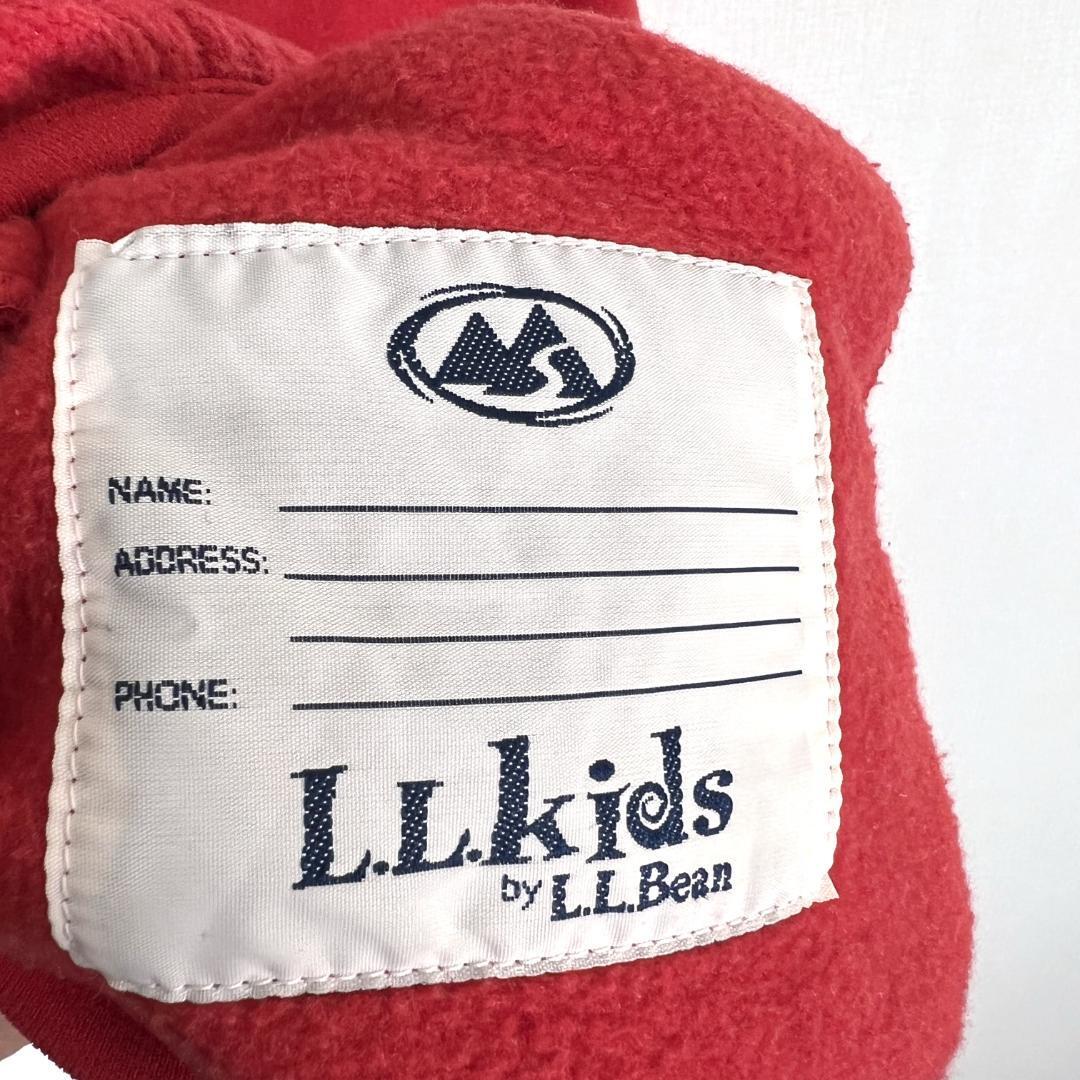 NAME:
ADDRESS:
PHONE:
L.L.kids
by L.L.Bean